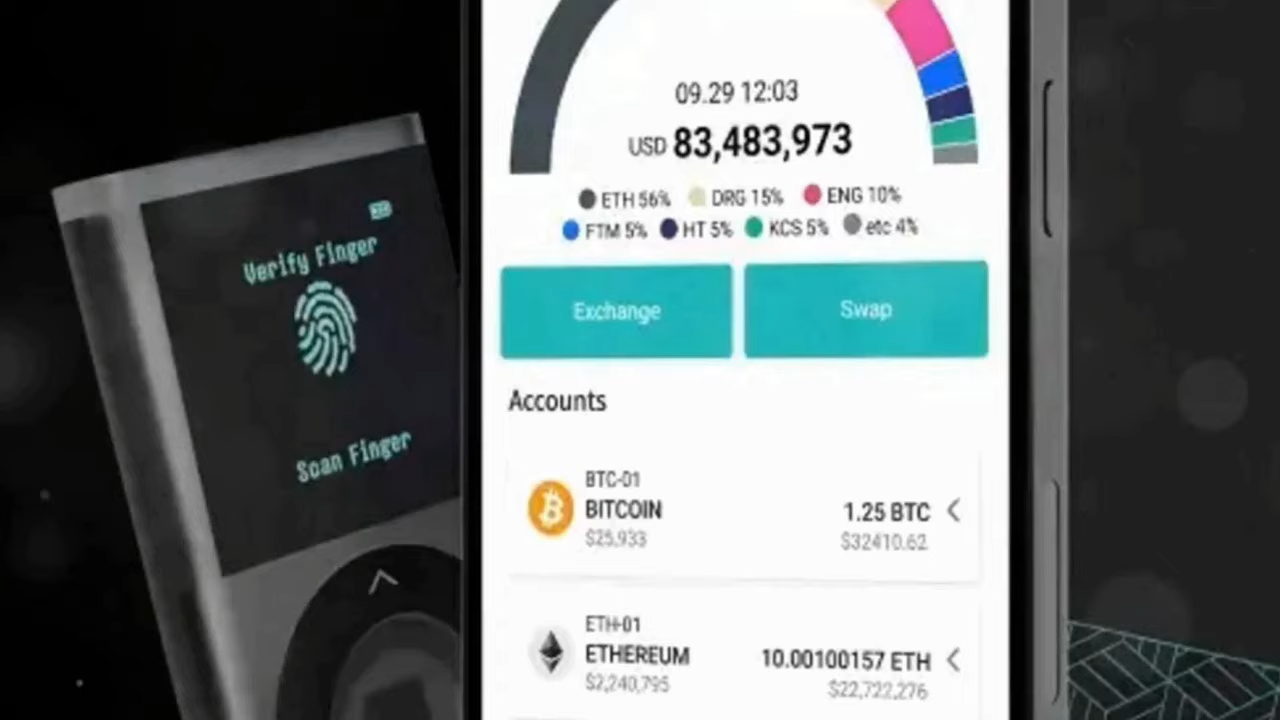 Verify Finger
Scan Finger
09.29 12:03
USD 83,483,973
ETH 56% DRG 15% ENG 10%
FTM 5% HT 5% KCS 5% etc 4%
Exchange Swap
Accounts
BTC-01
BITCOIN 1.25 BTC
$25,933 $32410.62
ETH-01
ETHEREUM 10.00100157 ETH
$2,240,795 $22,722,276